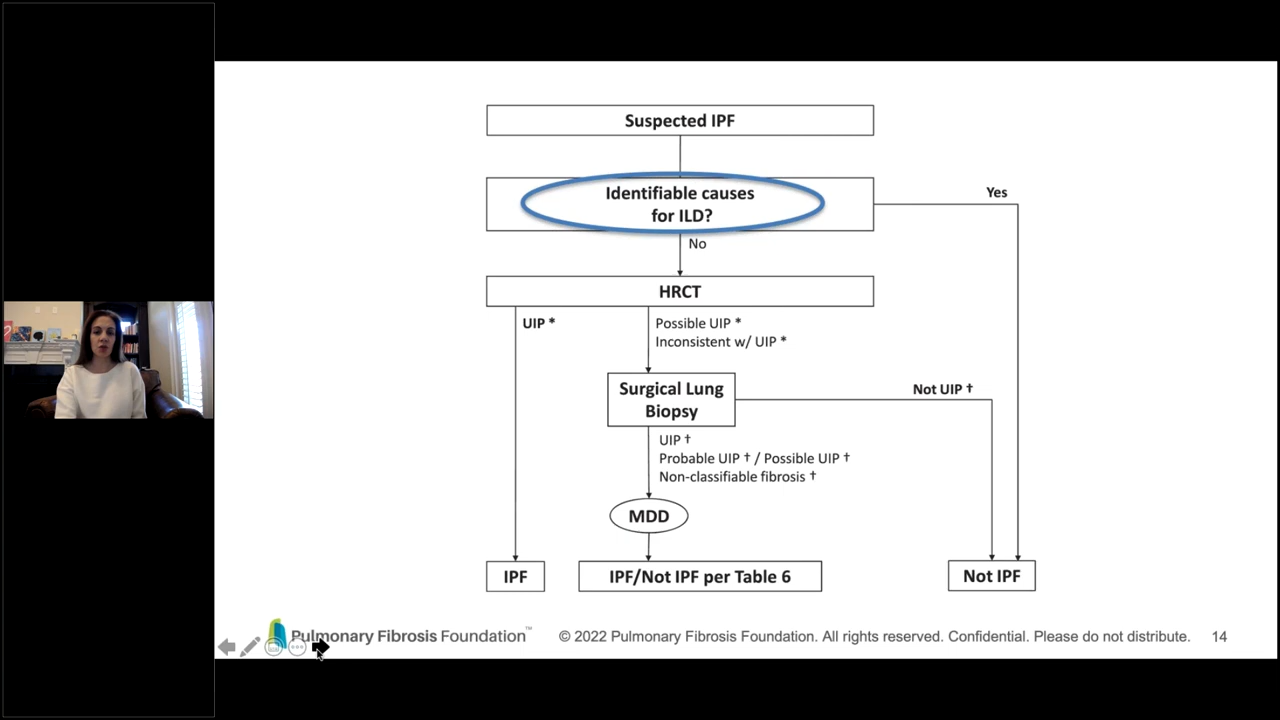 Suspected IPF
Identifiable causes
for ILD?
Yes
No
HRCT
UIP *
Possible UIP *
Inconsistent w/ UIP *
Surgical Lung
Biopsy
Not UIP †
UIP †
Probable UIP † / Possible UIP †
Non-classifiable fibrosis †
MDD
IPF
IPF/Not IPF per Table 6
Not IPF
Pulmonary Fibrosis Foundation™
© 2022 Pulmonary Fibrosis Foundation. All rights reserved. Confidential. Please do not distribute.
14